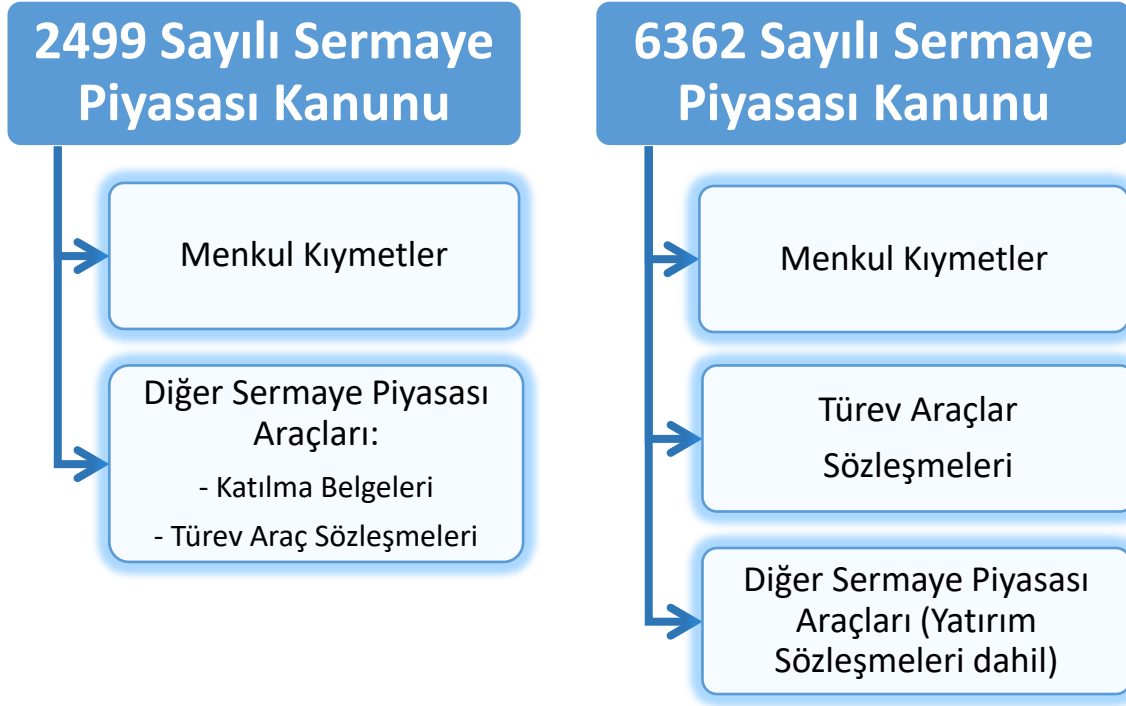 2499 Sayılı Sermaye
Piyasası Kanunu
Menkul Kıymetler
Diğer Sermaye Piyasası
Araçları:
- Katılma Belgeleri
- Türev Araç Sözleşmeleri
6362 Sayılı Sermaye
Piyasası Kanunu
Menkul Kıymetler
Türev Araçlar
Sözleşmeleri
Diğer Sermaye Piyasası
Araçları (Yatırım
Sözleşmeleri dahil)